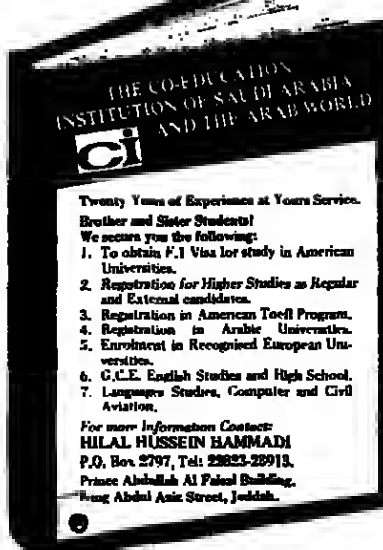 THE CO-EDUCATION
INSTITUTION OF SAUDI ARABIA
AND THE ARAB WORLD
ci
Twenty Years of Experience at Yours Service.
Brother and Sister Students!
We secure you the following:
1. To obtain F.1 Visa for study in American
Universities.
2. Registration for Higher Studies as Regular
and External candidates.
3. Registration in American Toefl Program.
4. Registration in Arabic Universities.
5. Enrolment in Recognised European Uni-
versities.
6. G.C.E. English Studies and High School.
7. Languages Studies, Computer and Civil
Aviation.
For more Information Contact:
HILAL HUSSEIN HAMMADI
P.O. Box 2797, Tel: 22823-28913,
Prince Abdullah Al Faisal Building,
King Abdul Aziz Street, Jeddah.